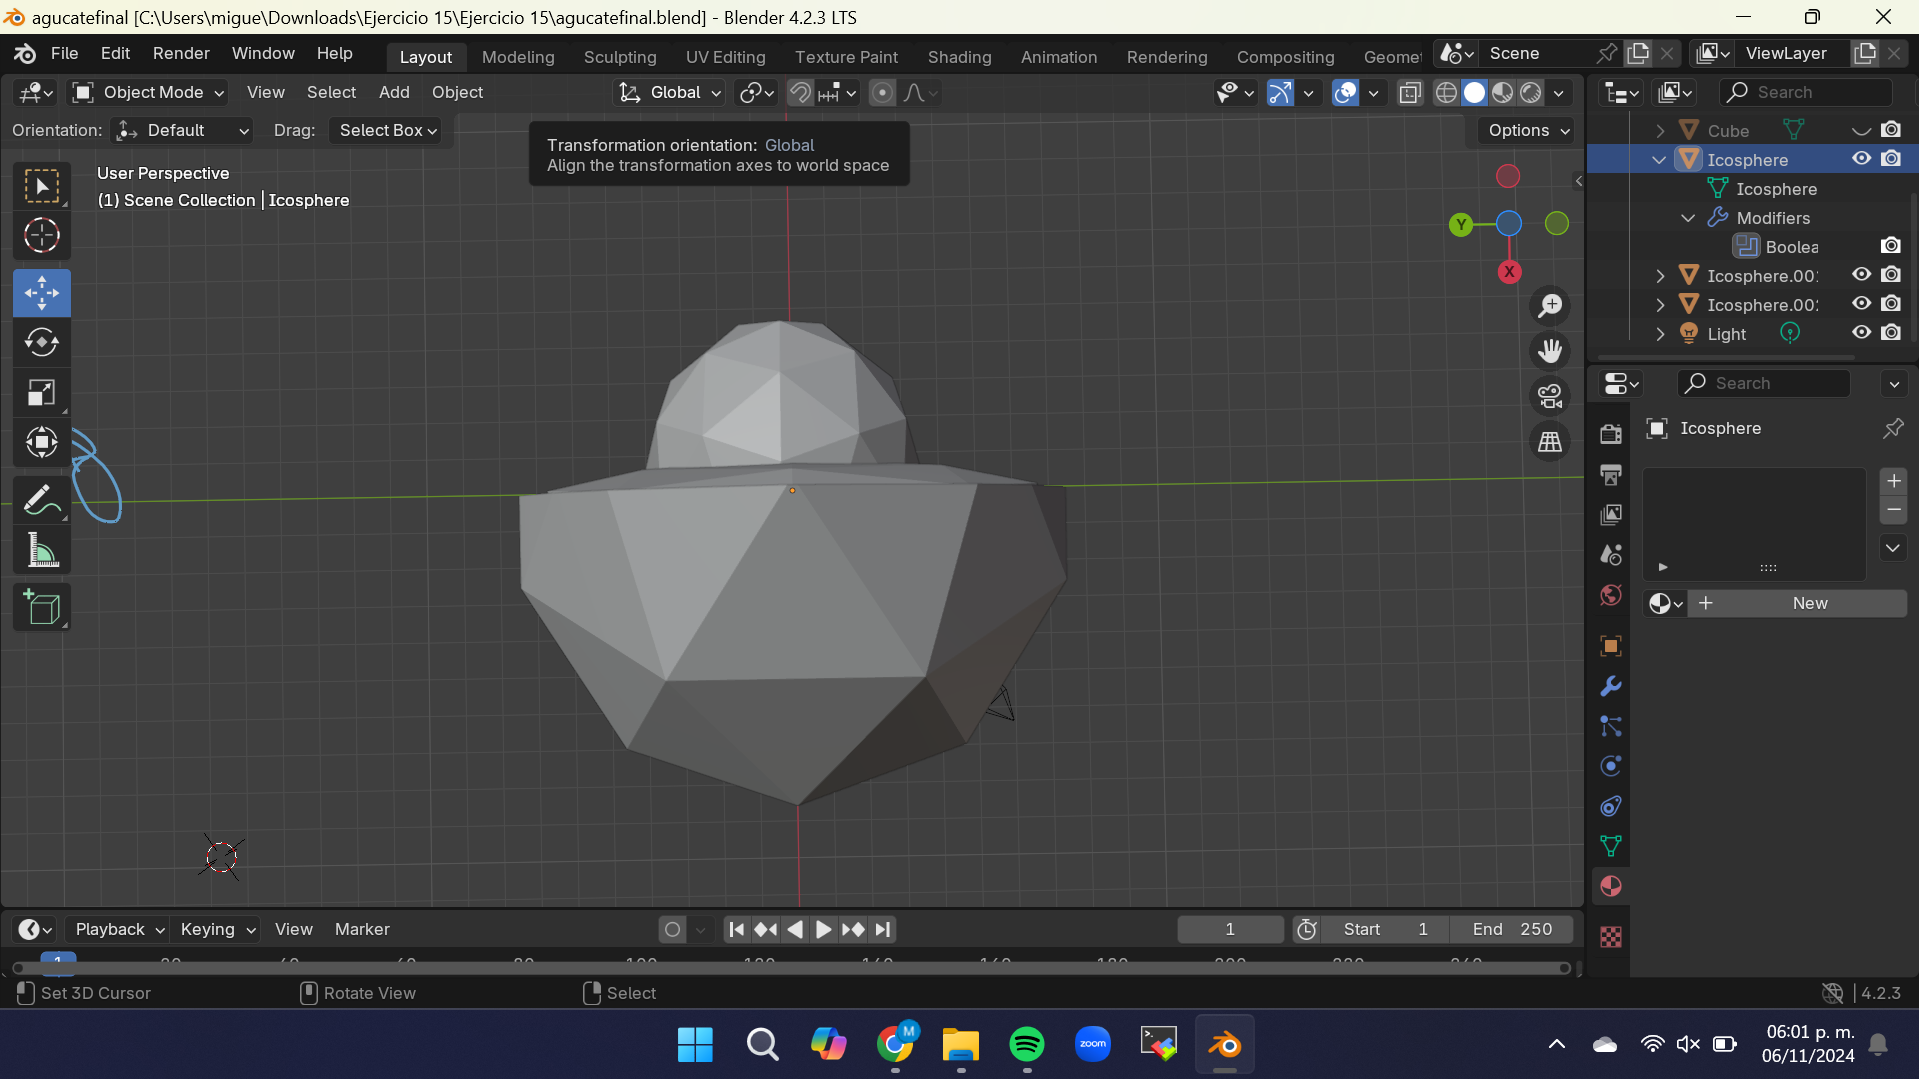 agucatefinal [C:\Users\migue\Downloads\Ejercicio 15\Ejercicio 15\agucatefinal.blend] - Blender 4.2.3 LTS
File Edit Render Window Help Layout Modeling Sculpting UV Editing Texture Paint Shading Animation Rendering Compositing Geomet Scene ViewLayer
Object Mode View Select Add Object Global Search
Orientation: Default Drag: Select Box Options
Transformation orientation: Global
Align the transformation axes to world space
User Perspective
(1) Scene Collection | Icosphere
Y
X
Cube
Icosphere
Icosphere
Modifiers
Boolea
Icosphere.00
Icosphere.00
Light
Search
Icosphere
New
Playback Keying View Marker 1 Start 1 End 250
1
Set 3D Cursor Rotate View Select 4.2.3
M
zoom
06:01 p. m.
06/11/2024